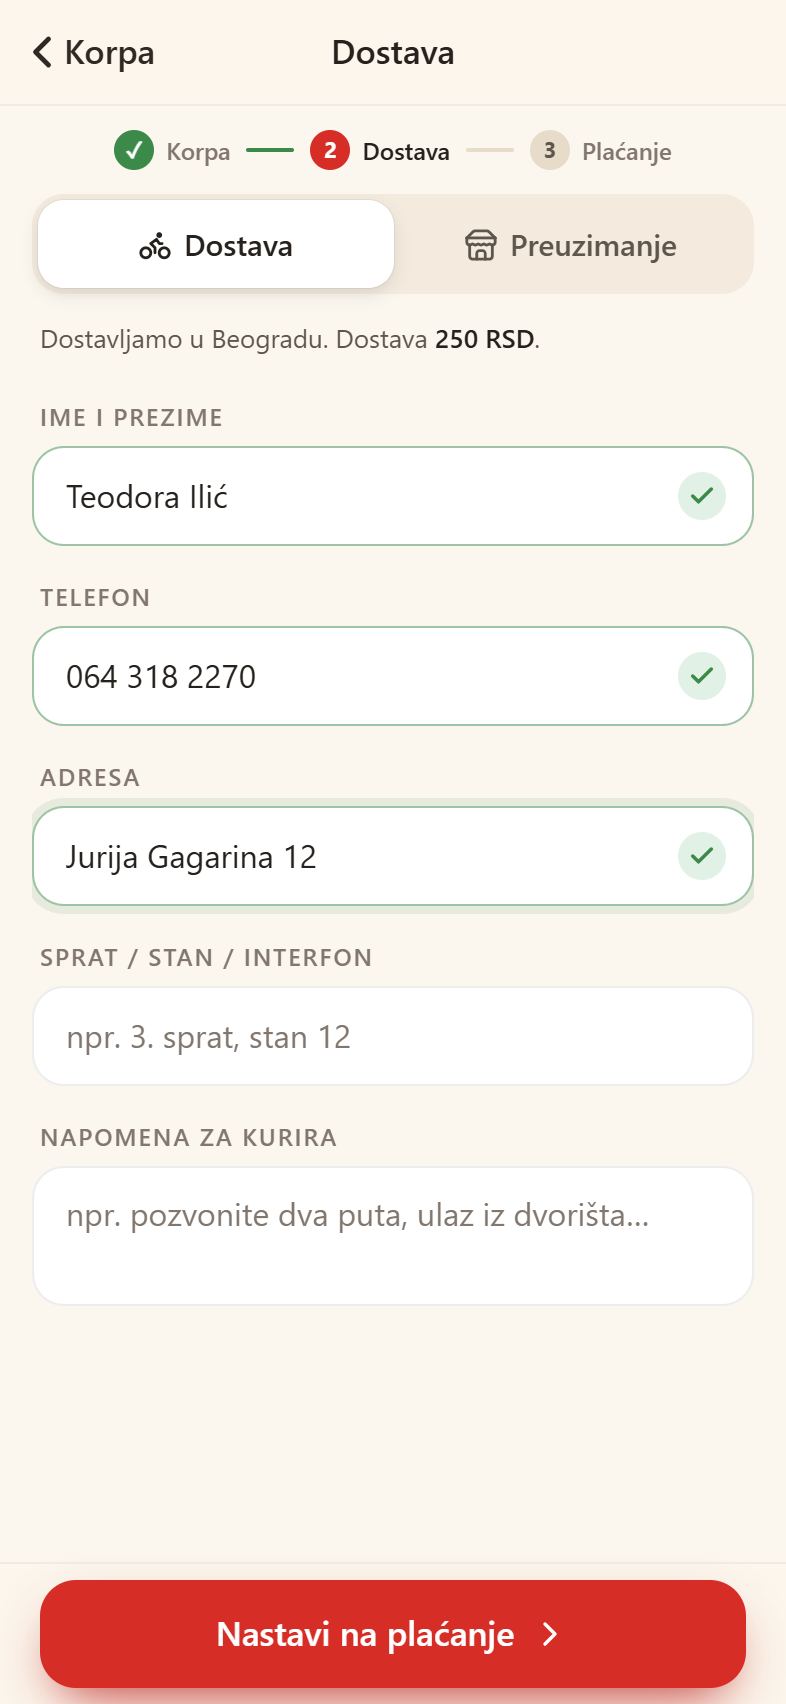 Korpa
Dostava
Korpa 2 Dostava 3 Plaćanje
Dostava Preuzimanje
Dostavljamo u Beogradu. Dostava 250 RSD.
IME I PREZIME
Teodora Ilić
TELEFON
064 318 2270
ADRESA
Jurija Gagarina 12
SPRAT / STAN / INTERFON
npr. 3. sprat, stan 12
NAPOMENA ZA KURIRA
npr. pozvonite dva puta, ulaz iz dvorišta...
Nastavi na plaćanje